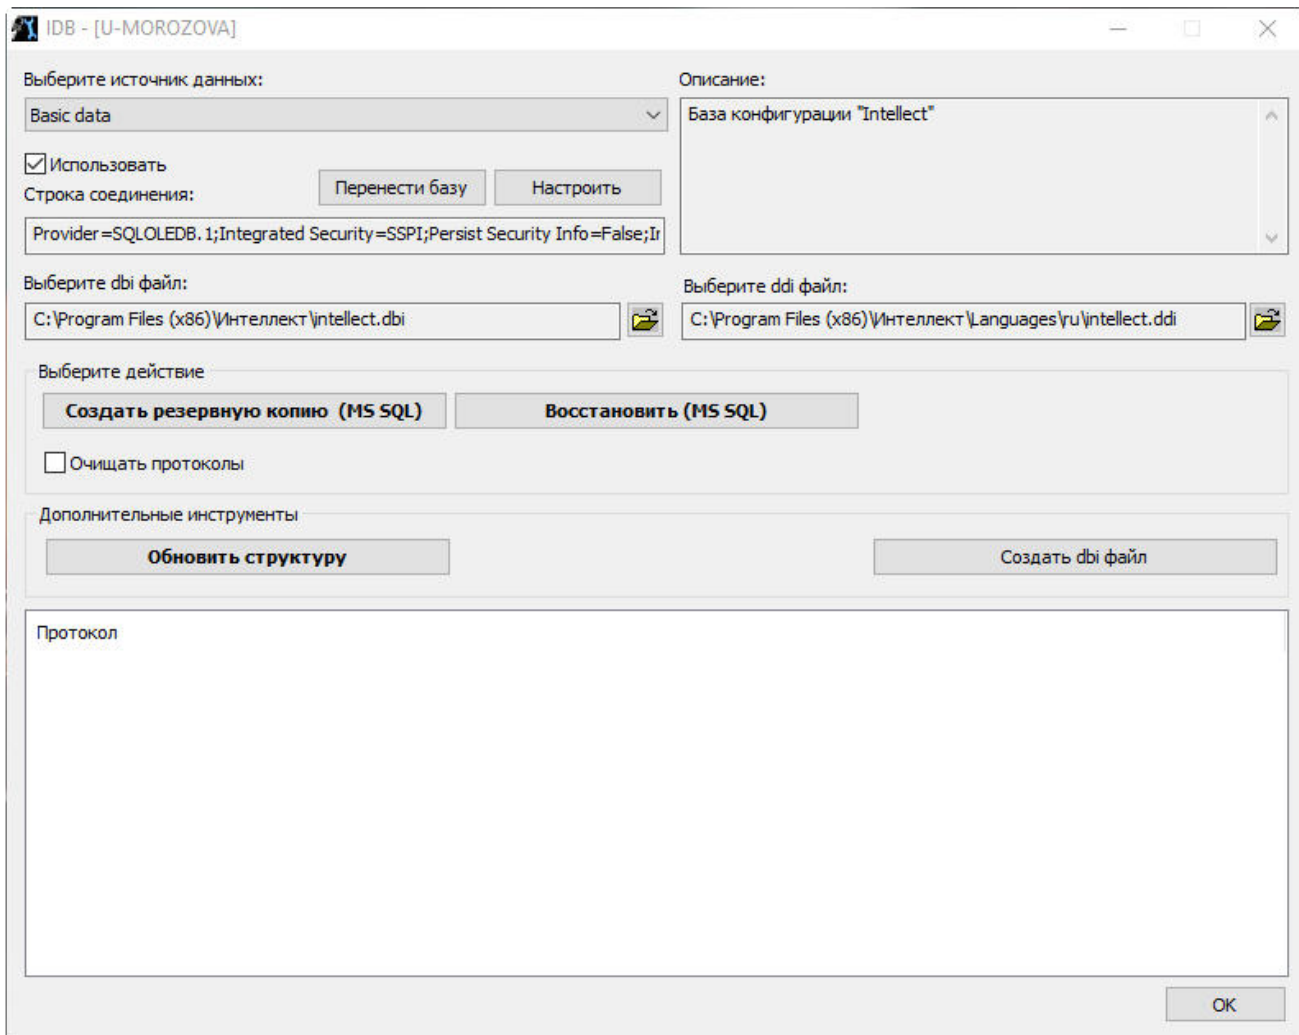 IDB - [U-MOROZOVA]
Выберите источник данных:
Basic data
Описание:
База конфигурации "Intellect"
Использовать
Строка соединения:
Перенести базу
Настроить
Provider=SQLOLEDB.1;Integrated Security=SSPI;Persist Security Info=False;Ir
Выберите dbi файл:
C:\Program Files (x86)\Интеллект\intellect.dbi
Выберите ddi файл:
C:\Program Files (x86)\Интеллект\Languages\ru\intellect.ddi
Выберите действие
Создать резервную копию (MS SQL)
Восстановить (MS SQL)
Очищать протоколы
Дополнительные инструменты
Обновить структуру
Создать dbi файл
Протокол
OK